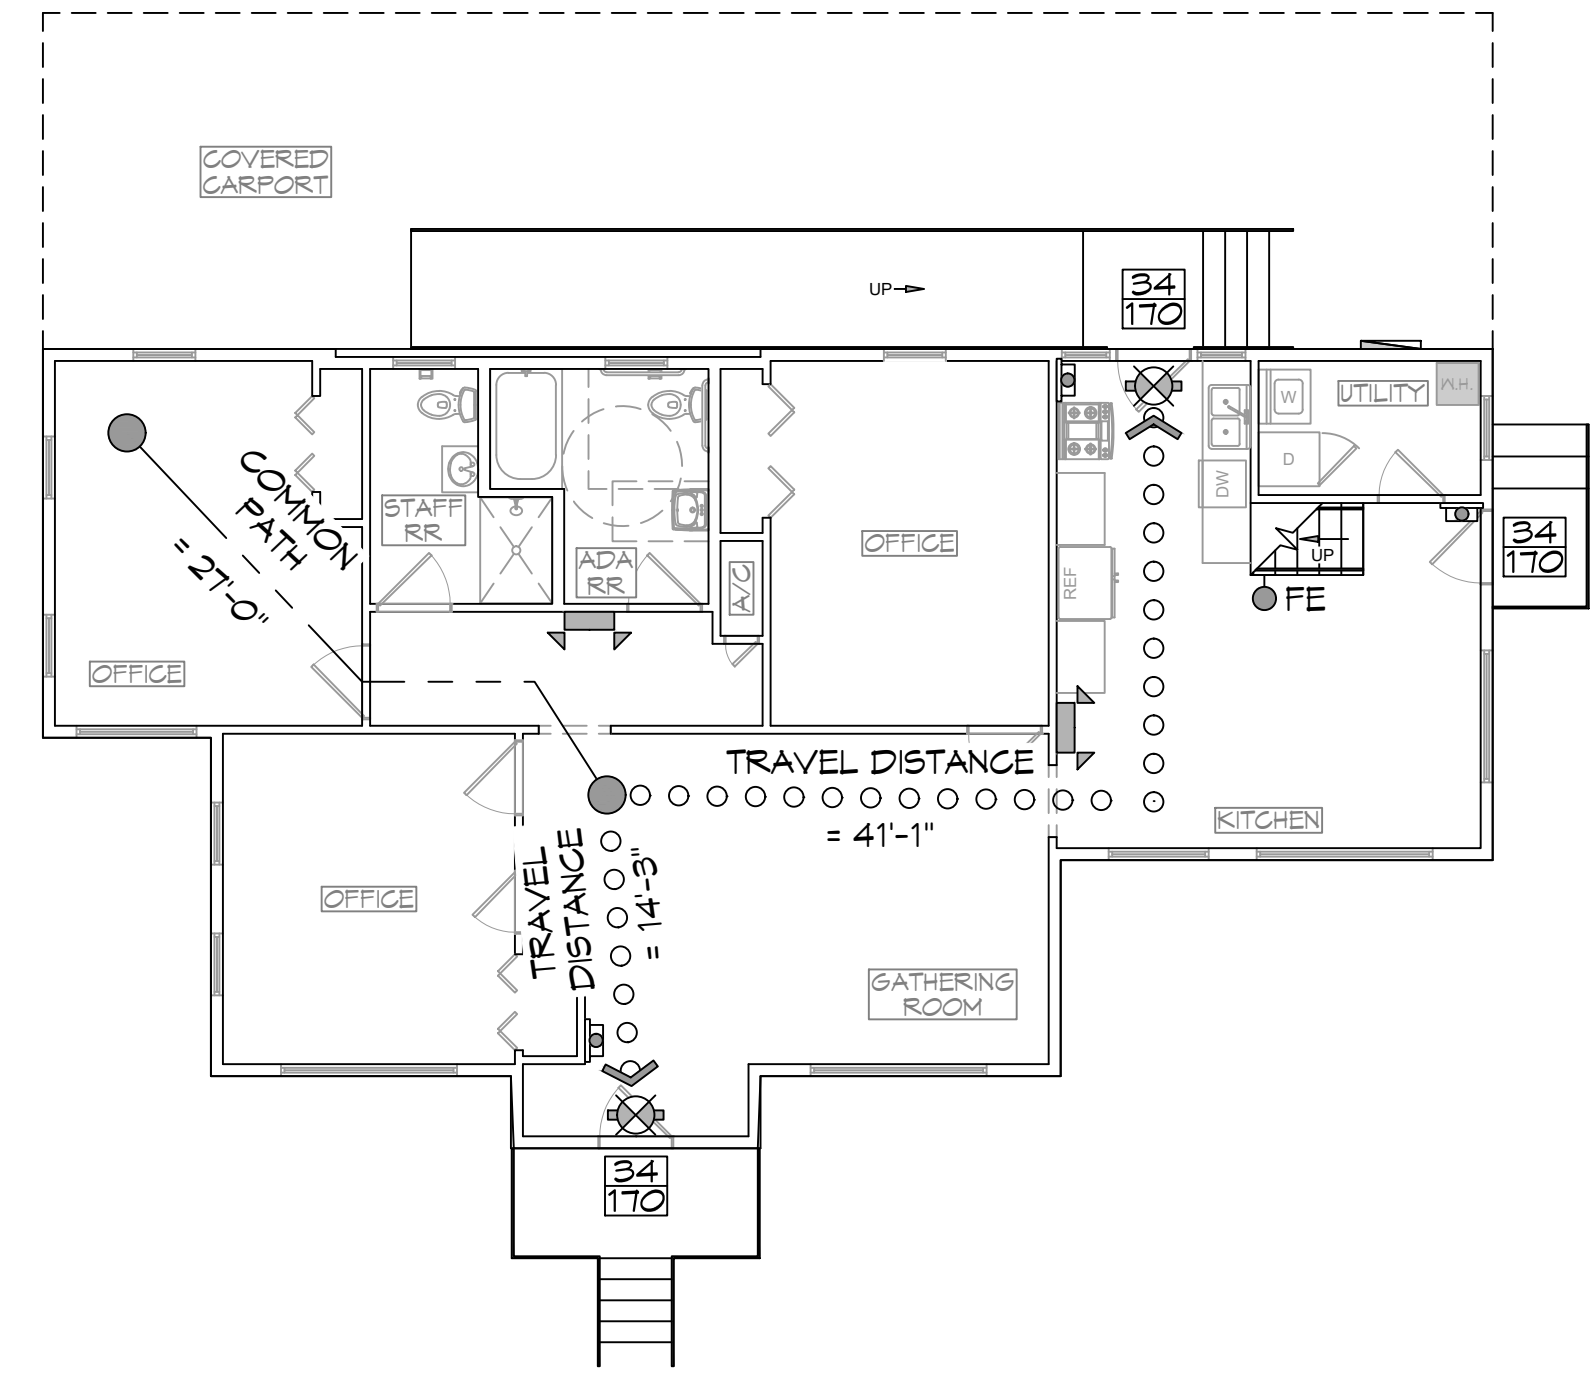 COVERED
CARPORT
UP
34
170
W
UTILITY
W.H.
COMMON
PATH
= 27'-0"
STAFF
RR
ADA
RR
A/C
OFFICE
DW
D
REF
UP
34
170
FE
OFFICE
TRAVEL DISTANCE
= 41'-1"
KITCHEN
TRAVEL
DISTANCE
= 14'-3"
OFFICE
GATHERING
ROOM
34
170